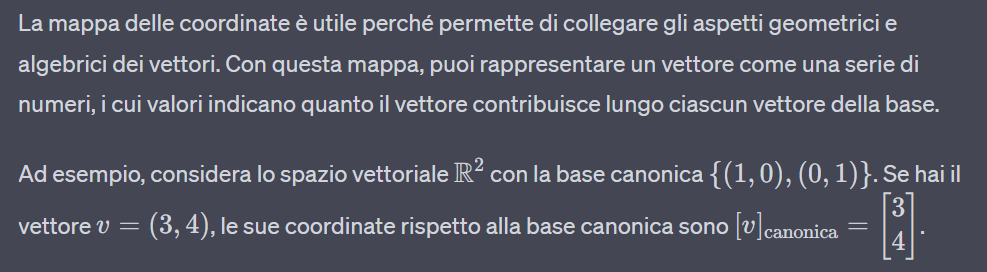 La mappa delle coordinate è utile perché permette di collegare gli aspetti geometrici e
algebrici dei vettori. Con questa mappa, puoi rappresentare un vettore come una serie di
numeri, i cui valori indicano quanto il vettore contribuisce lungo ciascun vettore della base.
Ad esempio, considera lo spazio vettoriale ℝ² con la base canonica {(1, 0), (0, 1)}. Se hai il
vettore v = (3, 4), le sue coordinate rispetto alla base canonica sono [v]canonica = [3 4].